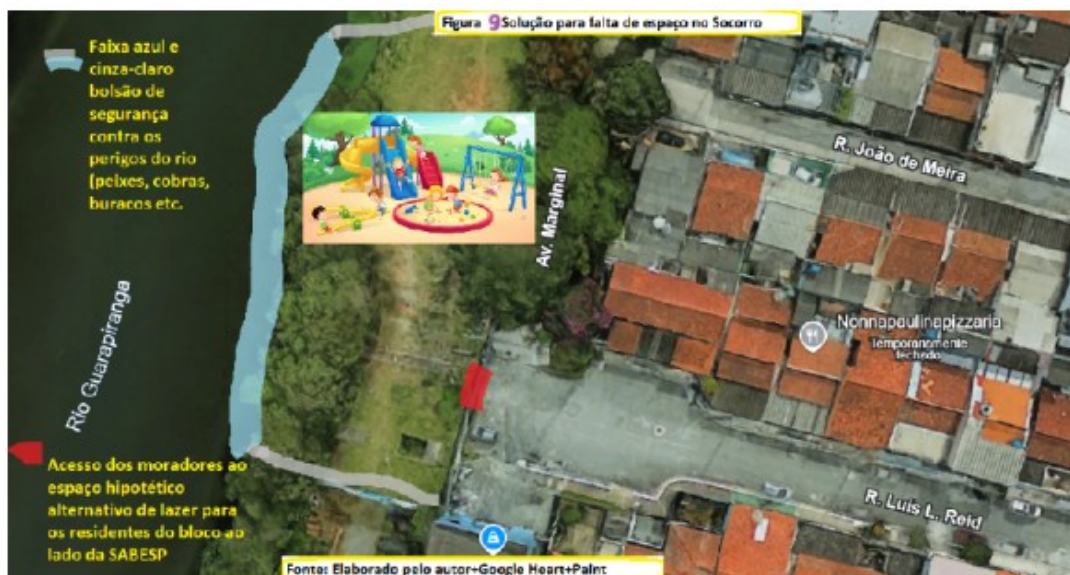 Figura 9 Solução para falta de espaço no Socorro
Faixa azul e
cinza-claro
bolsão de
segurança
contra os
perigos do rio
(peixes, cobras,
buracos etc.
R. João de Meira
Av. Marginal
Rio Guarapiranga
Nonnapaulinapizzaria
Temporariamente
fechado
Acesso dos moradores ao
espaço hipotético
alternativo de lazer para
os residentes do bloco ao
lado da SABESP
R. Luís L. Reid
Fonte: Elaborado pelo autor+Google Heart+Paint